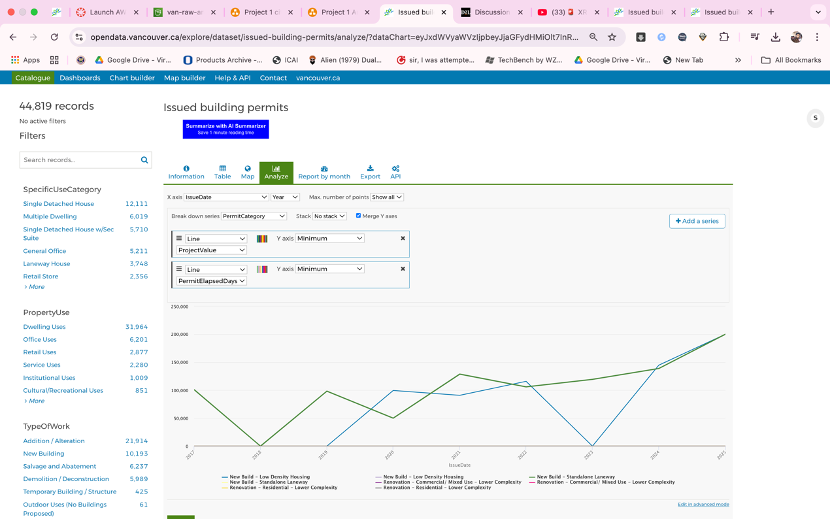 Launch AW
van-raw-a
Project 1 cl
Project 1 A
Issued buil
Discussion
(33) XR
Issued buil
Issued buil
opendata.vancouver.ca/explore/dataset/issued-building-permits/analyze/?dataChart=eyJxdWVyaWVzIjpbeyJjaGFydHMiOlt7InR...
Apps
Google Drive - Vir...
Products Archive -...
ICAI
Alien (1979) Dual...
sir, I was attempte...
TechBench by WZ...
Google Drive - Vir...
New Tab
»
All Bookmarks
Catalogue Dashboards Chart builder Map builder Help & API Contact vancouver.ca
44,819 records
No active filters
Filters
Search records...
SpecificUseCategory
Single Detached House 12,111
Multiple Dwelling 6,019
Single Detached House w/Sec Suite 5,710
General Office 5,211
Laneway House 3,748
Retail Store 2,356
> More
PropertyUse
Dwelling Uses 31,964
Office Uses 6,201
Retail Uses 2,877
Service Uses 2,280
Institutional Uses 1,009
Cultural/Recreational Uses 851
> More
TypeOfWork
Addition / Alteration 21,914
New Building 10,193
Salvage and Abatement 6,237
Demolition / Deconstruction 5,989
Temporary Building / Structure 425
Outdoor Uses (No Buildings Proposed) 61
Issued building permits
Summarize with AI Summarizer
Save 1 minute reading time
S
Information Table Map Analyze Report by month Export API
X axis IssueDate Year Max. number of points Show all
Break down series PermitCategory Stack No stack Merge Y axes
+ Add a series
Line Y axis Minimum
ProjectValue
Line Y axis Minimum
PermitElapsedDays
250,000
200,000
150,000
100,000
50,000
0
2017 2018 2019 2020 2021 2022 2023 2024 2025
IssueDate
New Build - Low Density Housing New Build - Low Density Housing New Build - Standalone Laneway
New Build - Standalone Laneway Renovation - Commercial/ Mixed Use - Lower Complexity Renovation - Commercial/ Mixed Use - Lower Complexity
Renovation - Residential - Lower Complexity Renovation - Residential - Lower Complexity
Edit in advanced mode